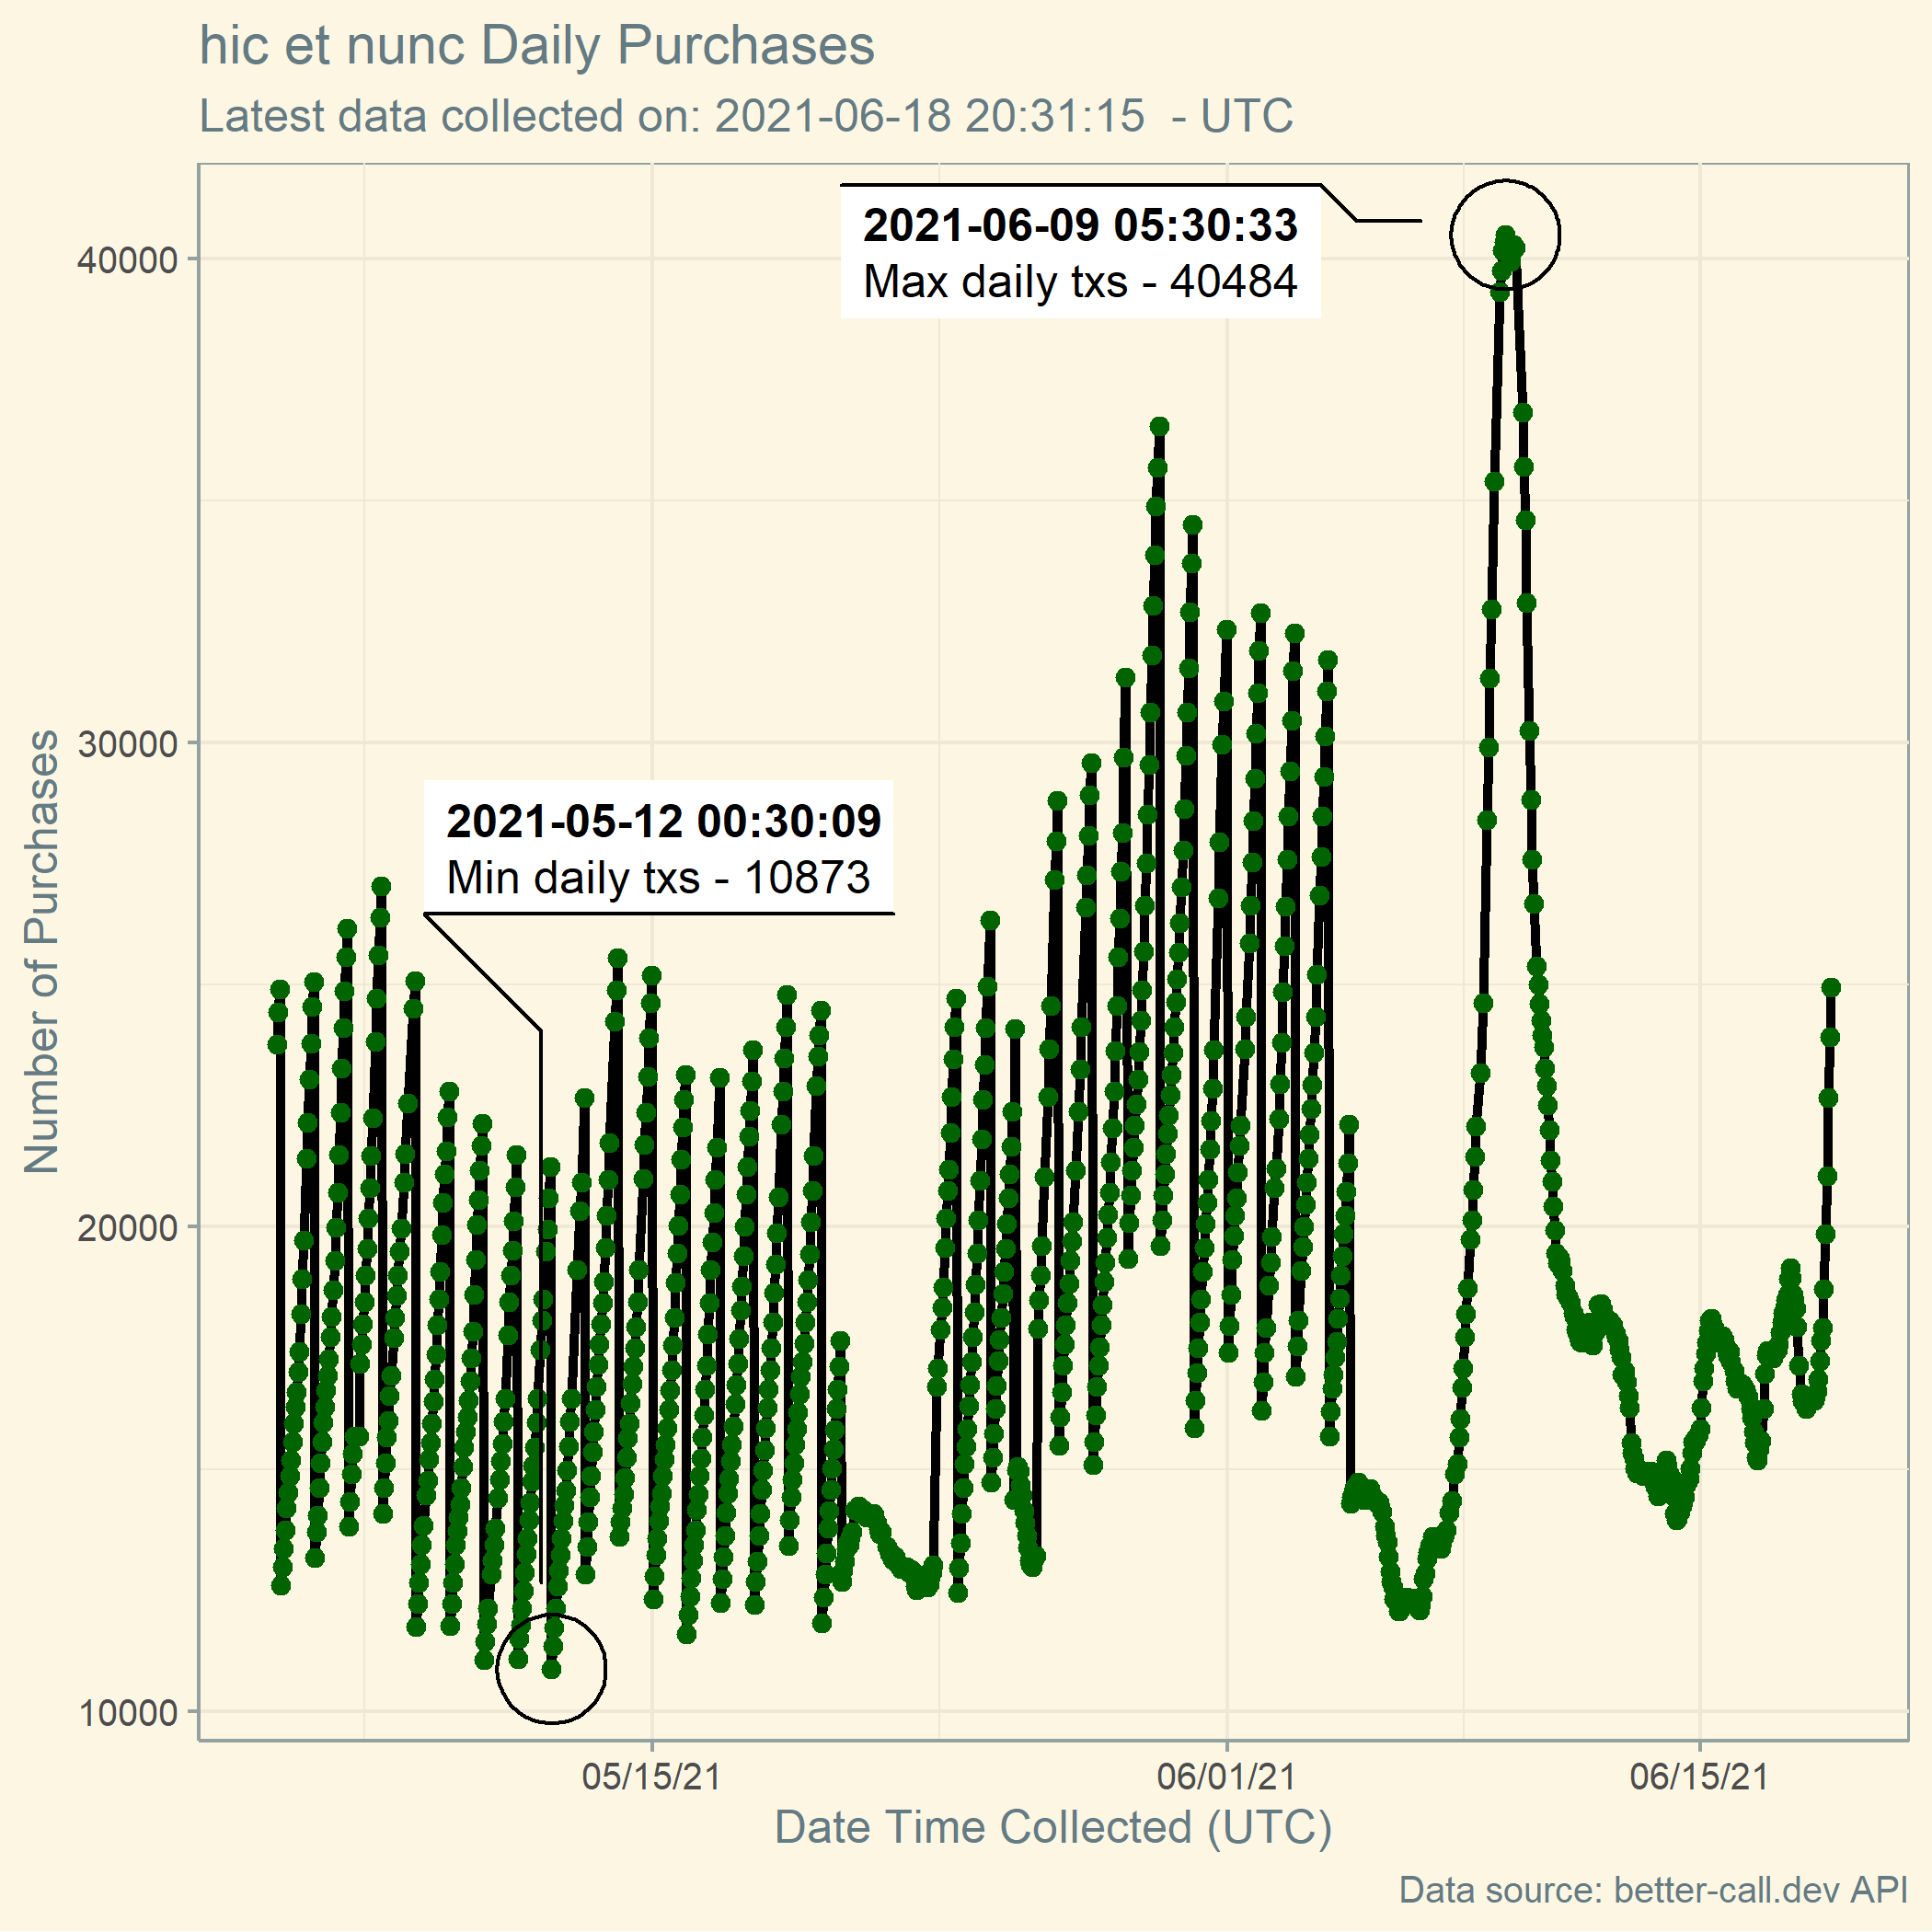 hic et nunc Daily Purchases
Latest data collected on: 2021-06-18 20:31:15  - UTC
2021-06-09 05:30:33
Max daily txs - 40484
40000
30000
2021-05-12 00:30:09
Min daily txs - 10873
Number of Purchases
20000
10000
05/15/21
06/01/21
06/15/21
Date Time Collected (UTC)
Data source: better-call.dev API